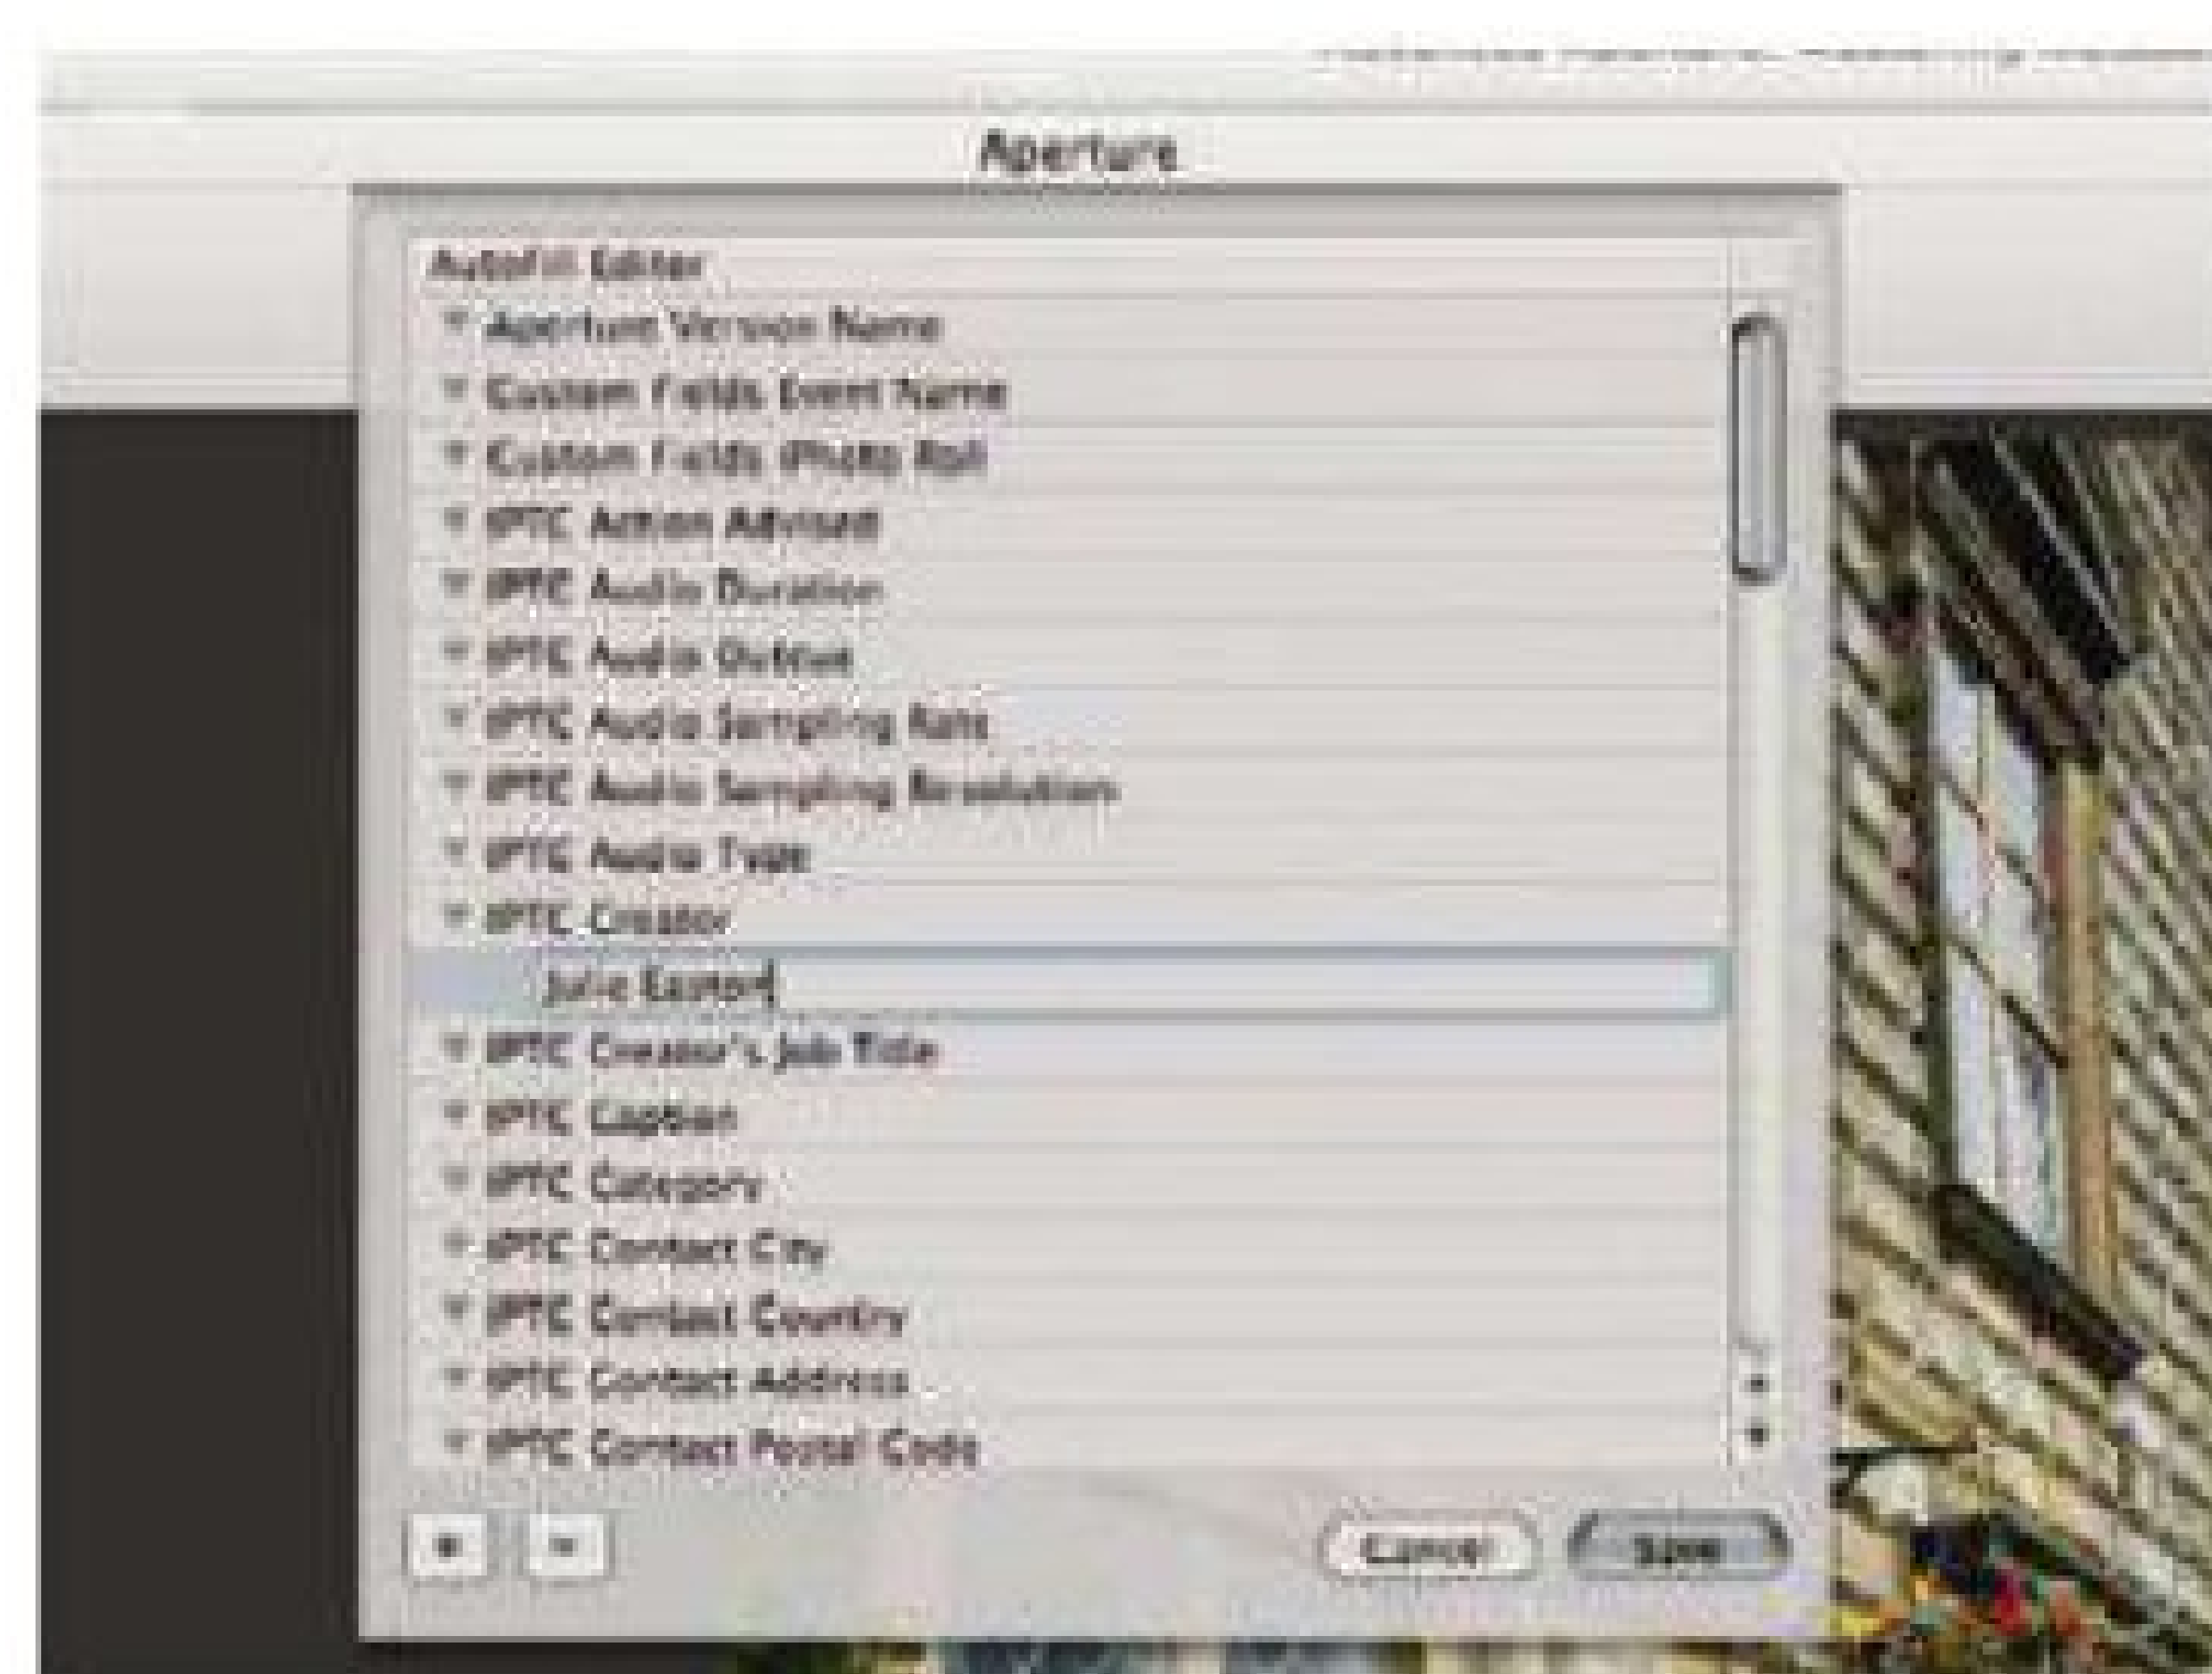 Aperture
Autofill Editor
Aperture Version Name
Custom Fields Event Name
Custom Fields iPhoto Roll
IPTC Action Advised
IPTC Audio Duration
IPTC Audio Outcue
IPTC Audio Sampling Rate
IPTC Audio Sampling Resolution
IPTC Audio Type
IPTC Creator
Julie Easton
IPTC Creator's Job Title
IPTC Caption
IPTC Category
IPTC Contact City
IPTC Contact Country
IPTC Contact Address
IPTC Contact Postal Code
Cancel Save